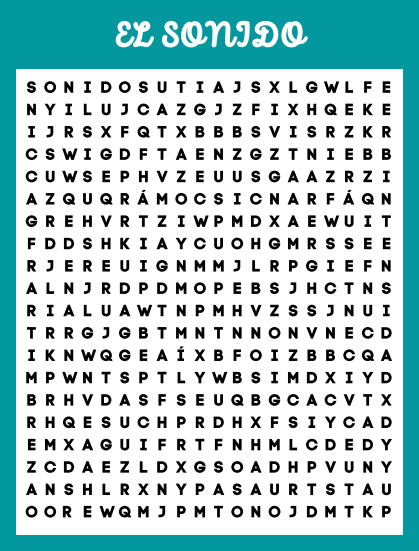 EL SONIDO
S O N I D O S U T I A J S X L G W L F E
N Y I L U J C A Z G J Z F I X H Q E K E
I J R S X F Q T X B B B S V I S R Z K R
C S W I G D F T A E N Z G Z T N I E B B
C U W S E P H V Z E U U S G A A Z R Z I
A Z Q U Q R Á M O C S I C N A R F Á Q N
G R E H V R T Z I W P M D X A E W U I T
F D D S H K I A Y C U O H G M R S S E E
R J E R E U I G N M M J L R P G I E F N
A L N J R D P D M O P E B S J H C T N S
R I A L U A W T N P M H V Z S S J N U I
T R R G J G B T M N T N N O N V N E C D
I K N W Q G E A Í X B F O I Z B B C Q A
M P W N T S P T L Y W B S I M D X I Y D
B R H V D A S F S E U Q B G C A C V T X
R H Q E S U C H P R D H X F S I Y C A D
E M X A G U I F R T F N H M L C D E D Y
Z C D A E Z L D X G S O A D H P V U N Y
A N S H L R X N Y P A S A U R T S T A U
O O R E W Q M J P M T O N O J D M T K P